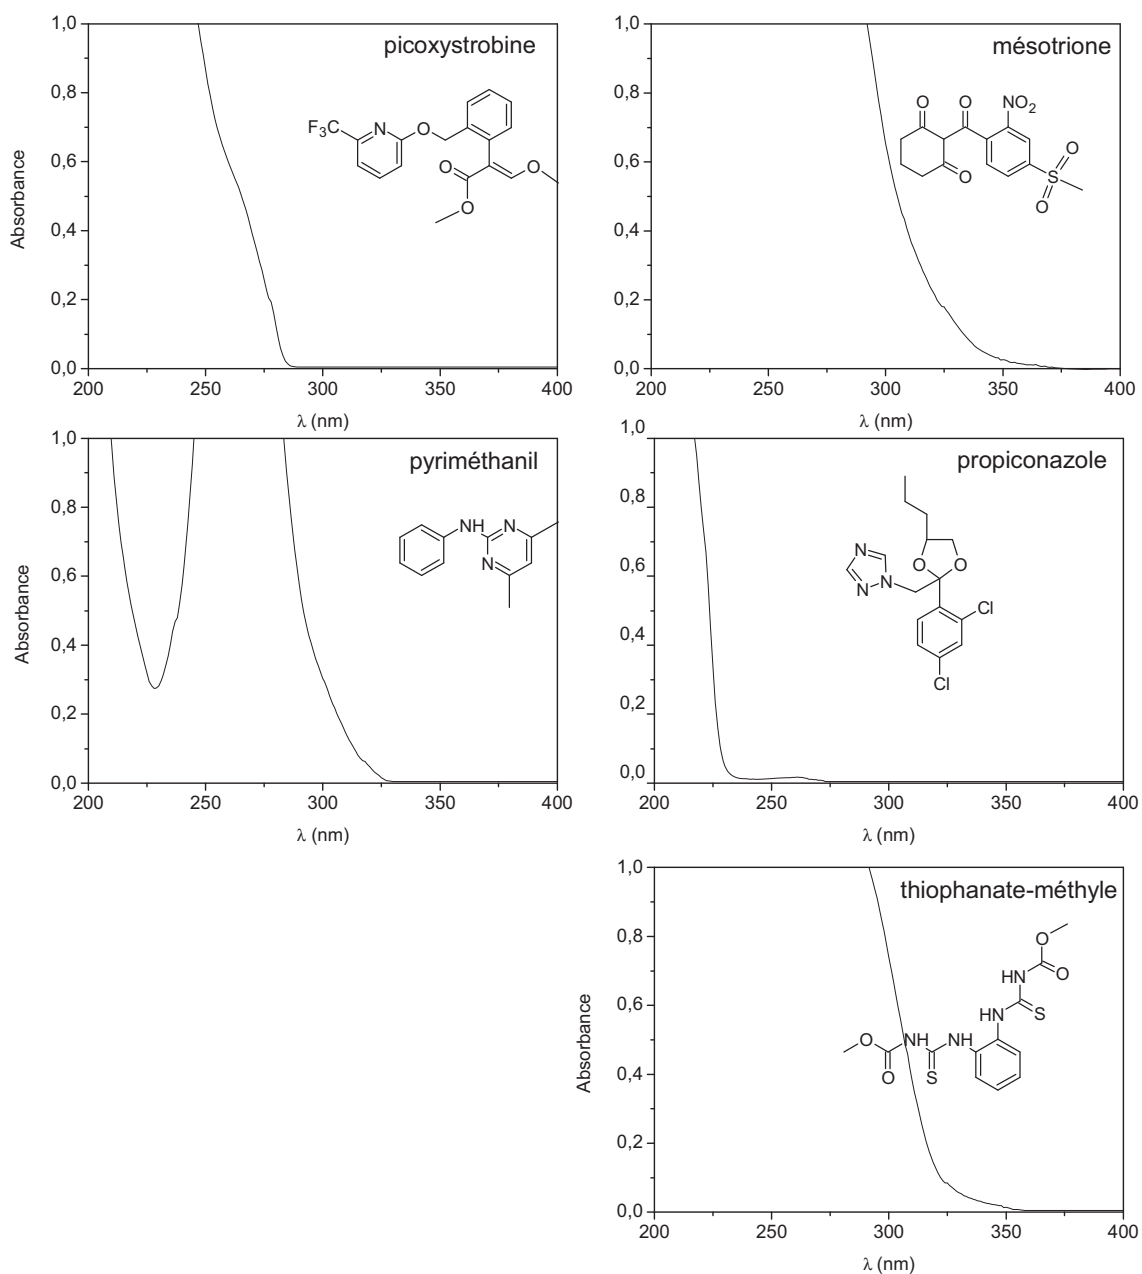 picoxystrobine
1,0
0,8
0,6
0,4
0,2
0,0
Absorbance
F₃C N O
O O
O
200 250 300 350 400
λ (nm)
mésotrione
1,0
0,8
0,6
0,4
0,2
0,0
O O NO₂
O S O
O
200 250 300 350 400
λ (nm)
pyriméthanil
1,0
0,8
0,6
0,4
0,2
0,0
Absorbance
NH N
N
200 250 300 350 400
λ (nm)
propiconazole
1,0
0,8
0,6
0,4
0,2
0,0
N O O
N N
Cl
Cl
200 250 300 350 400
λ (nm)
thiophanate-méthyle
1,0
0,8
0,6
0,4
0,2
0,0
Absorbance
O
HN O
HN S
O NH NH
O S
200 250 300 350 400
λ (nm)